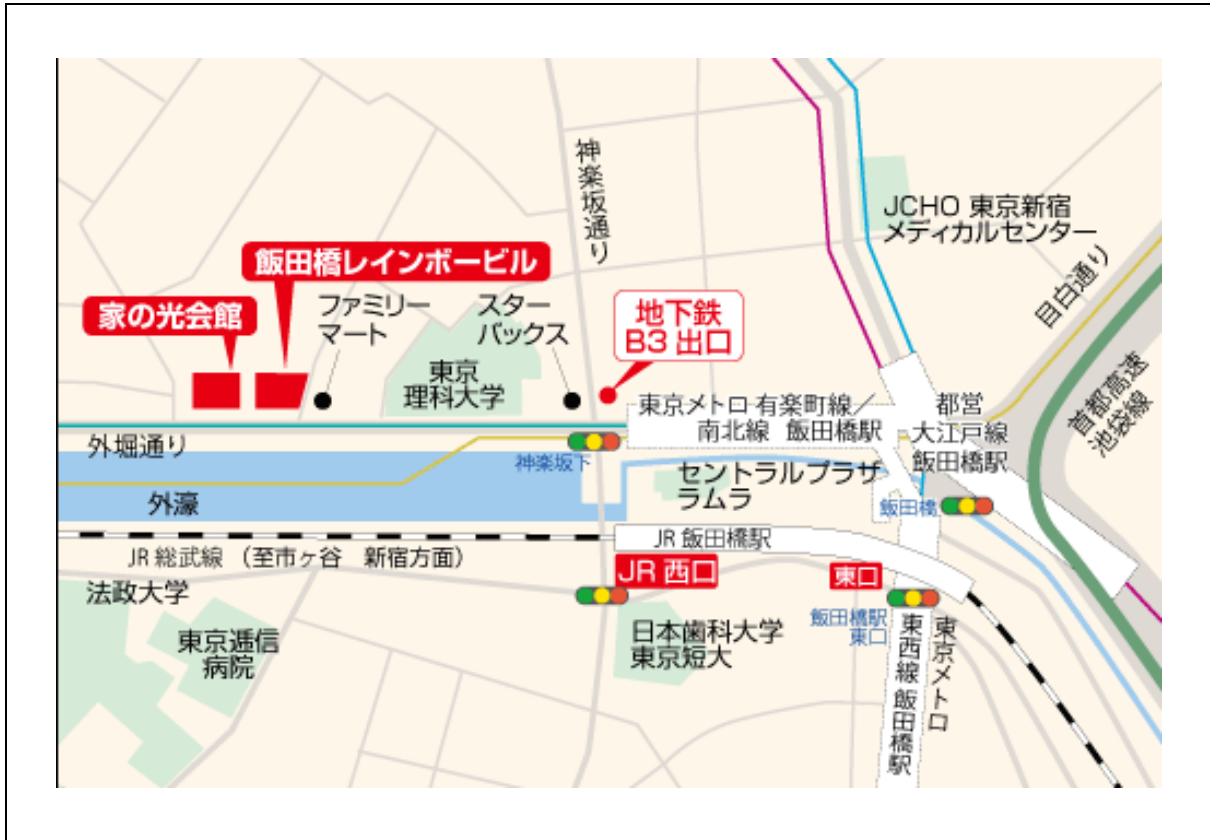 神楽坂通り
JCHO 東京新宿
メディカルセンター
目白通り
首都高速
池袋線
飯田橋レインボービル
家の光会館
ファミリー
マート
スター
バックス
地下鉄
B3 出口
東京
理科大学
東京メトロ 有楽町線／
南北線 飯田橋駅
都営
大江戸線
飯田橋駅
外堀通り
神楽坂下
セントラルプラザ
ラムラ
飯田橋
外濠
JR 飯田橋駅
JR 総武線 （至市ヶ谷 新宿方面）
JR 西口
東口
法政大学
東京逓信
病院
日本歯科大学
東京短大
飯田橋駅
東口
東京メトロ
東西線 飯田橋駅